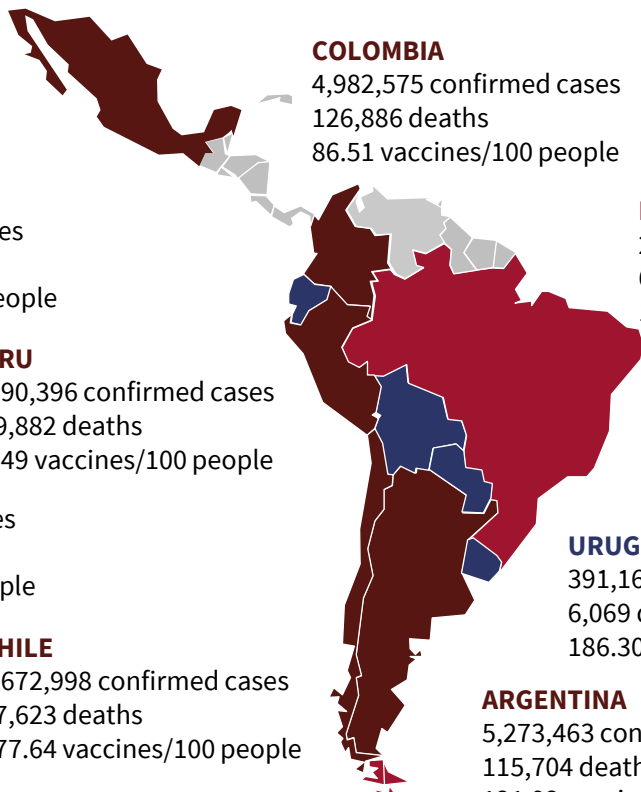 COLOMBIA
4,982,575 confirmed cases
126,886 deaths
86.51 vaccines/100 people
es
eople
RU
90,396 confirmed cases
9,882 deaths
49 vaccines/100 people
es
ple
HILE
672,998 confirmed cases
7,623 deaths
77.64 vaccines/100 people
URUG
391,16
6,069
186.30
ARGENTINA
5,273,463 con
115,704 death